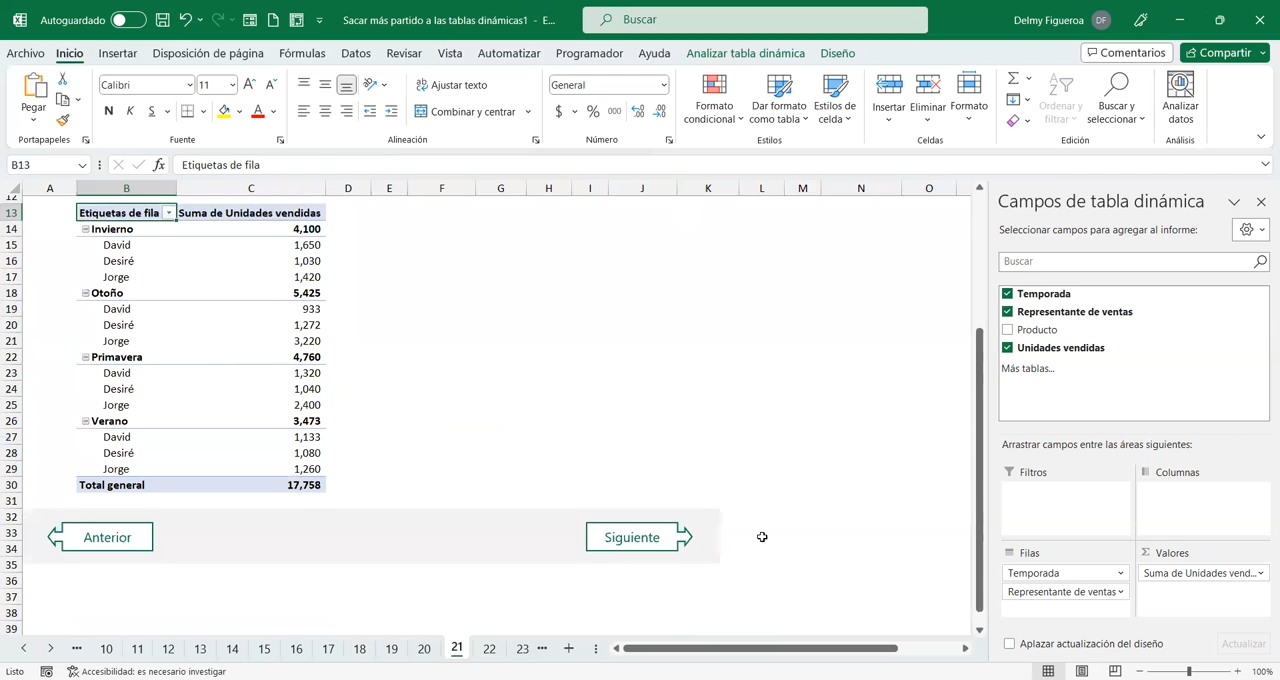 Autoguardado
Sacar más partido a las tablas dinámicas1 - E...
Buscar
Delmy Figueroa DF
Archivo Inicio Insertar Disposición de página Fórmulas Datos Revisar Vista Automatizar Programador Ayuda Analizar tabla dinámica Diseño Comentarios Compartir
Pegar
Portapapeles
Calibri 11
N K S
Fuente
Ajustar texto
Combinar y centrar
Alineación
General
$ % 000
Número
Formato condicional
Dar formato como tabla
Estilos de celda
Estilos
Insertar Eliminar Formato
Celdas
Ordenar y filtrar
Buscar y seleccionar
Edición
Analizar datos
Análisis
B13 fx Etiquetas de fila
A B C D E F G H I J K L M N O
12
13 Etiquetas de fila Suma de Unidades vendidas
14 Invierno 4,100
15 David 1,650
16 Desiré 1,030
17 Jorge 1,420
18 Otoño 5,425
19 David 933
20 Desiré 1,272
21 Jorge 3,220
22 Primavera 4,760
23 David 1,320
24 Desiré 1,040
25 Jorge 2,400
26 Verano 3,473
27 David 1,133
28 Desiré 1,080
29 Jorge 1,260
30 Total general 17,758
31
32
33 Anterior Siguiente
34
35
36
37
38
39
Campos de tabla dinámica
Seleccionar campos para agregar al informe:
Buscar
Temporada
Representante de ventas
Producto
Unidades vendidas
Más tablas...
Arrastrar campos entre las áreas siguientes:
Filtros Columnas
Filas Σ Valores
Temporada Suma de Unidades vend...
Representante de ventas
Aplazar actualización del diseño Actualizar
... 10 11 12 13 14 15 16 17 18 19 20 21 22 23 ... +
Listo Accesibilidad: es necesario investigar 100%